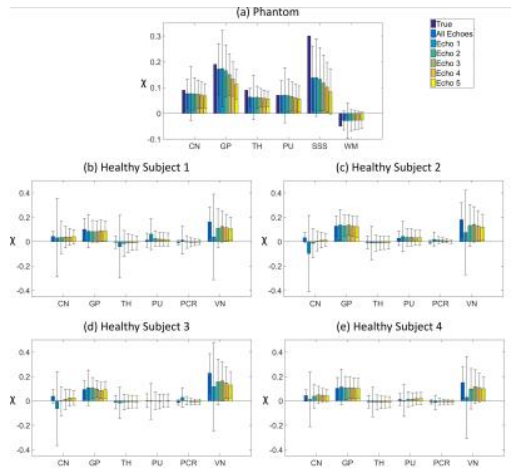 (a) Phantom
True
All Echoes
Echo 1
Echo 2
Echo 3
Echo 4
Echo 5
0.3
0.2
0.1
0
-0.1
χ
CN GP TH PU SSS WM
(b) Healthy Subject 1
(c) Healthy Subject 2
0.4
0.2
0
-0.2
-0.4
χ
CN GP TH PU PCR VN
0.4
0.2
0
-0.2
-0.4
χ
CN GP TH PU PCR VN
(d) Healthy Subject 3
(e) Healthy Subject 4
0.4
0.2
0
-0.2
-0.4
χ
CN GP TH PU PCR VN
0.4
0.2
0
-0.2
-0.4
χ
CN GP TH PU PCR VN